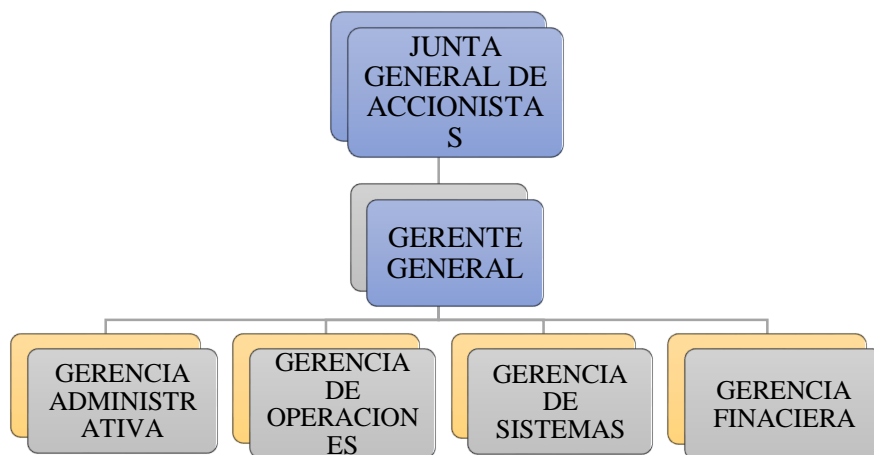 JUNTA
GENERAL DE
ACCIONISTA
S
GERENTE
GENERAL
GERENCIA
ADMINISTR
ATIVA
GERENCIA
DE
OPERACION
ES
GERENCIA
DE
SISTEMAS
GERENCIA
FINACIERA